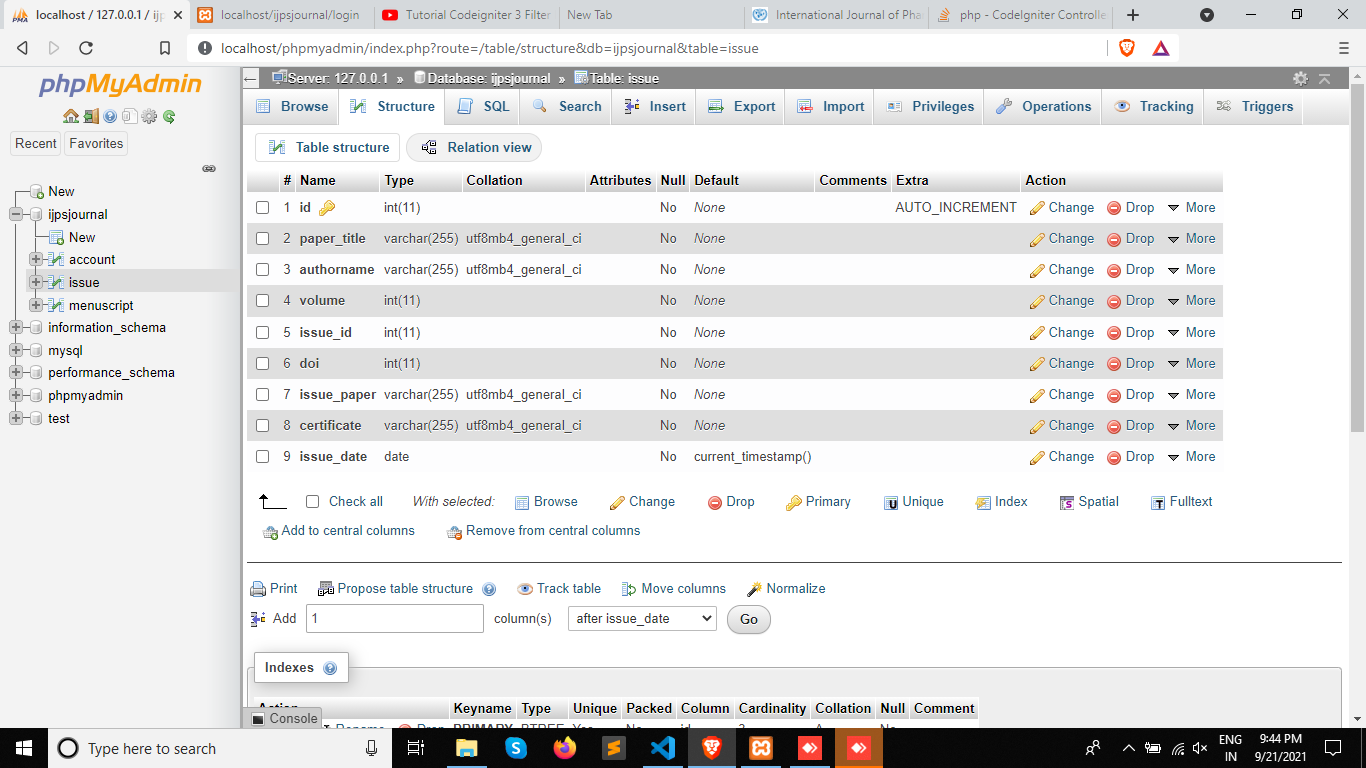 localhost / 127.0.0.1 / ijp
localhost/ijpsjournal/login
Tutorial Codeigniter 3 Filter
New Tab
International Journal of Pha
php - CodeIgniter Controlle
localhost/phpmyadmin/index.php?route=/table/structure&db=ijpsjournal&table=issue
phpMyAdmin
Recent Favorites
New
ijpsjournal
New
account
issue
menuscript
information_schema
mysql
performance_schema
phpmyadmin
test
Server: 127.0.0.1 » Database: ijpsjournal » Table: issue
Browse Structure SQL Search Insert Export Import Privileges Operations Tracking Triggers
Table structure Relation view
# Name Type Collation Attributes Null Default Comments Extra Action
1 id int(11) No None AUTO_INCREMENT Change Drop More
2 paper_title varchar(255) utf8mb4_general_ci No None Change Drop More
3 authorname varchar(255) utf8mb4_general_ci No None Change Drop More
4 volume int(11) No None Change Drop More
5 issue_id int(11) No None Change Drop More
6 doi int(11) No None Change Drop More
7 issue_paper varchar(255) utf8mb4_general_ci No None Change Drop More
8 certificate varchar(255) utf8mb4_general_ci No None Change Drop More
9 issue_date date No current_timestamp() Change Drop More
Check all With selected: Browse Change Drop Primary Unique Index Spatial Fulltext
Add to central columns Remove from central columns
Print Propose table structure Track table Move columns Normalize
Add 1 column(s) after issue_date Go
Indexes
Action Keyname Type Unique Packed Column Cardinality Collation Null Comment
Console
Type here to search
ENG
IN
9:44 PM
9/21/2021